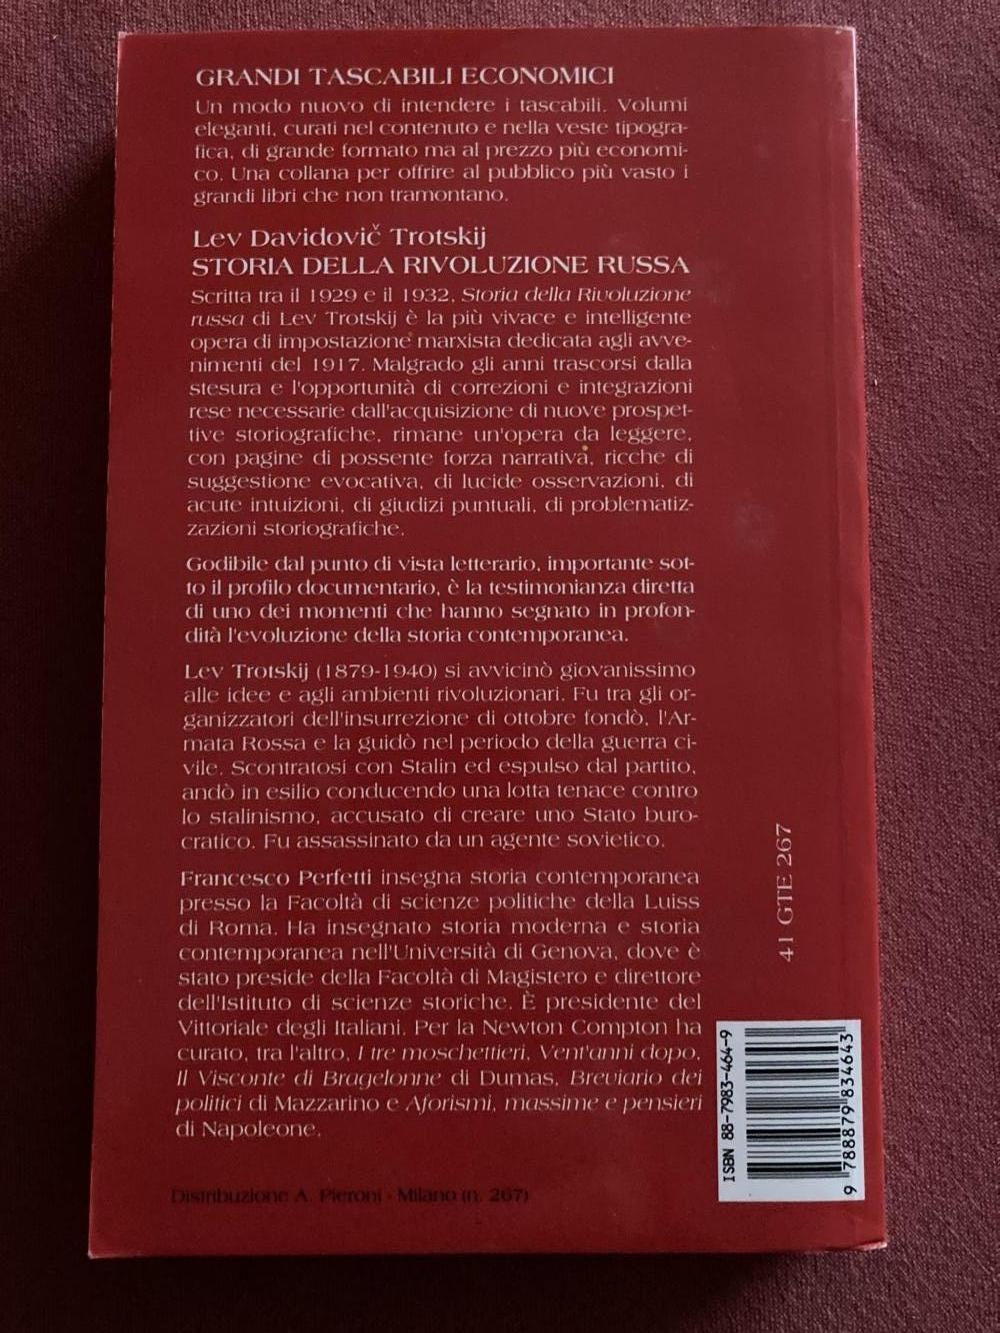 GRANDI TASCABILI ECONOMICI
Un modo nuovo di intendere i tascabili. Volumi
eleganti, curati nel contenuto e nella veste tipogra-
fica, di grande formato ma al prezzo più economi-
co. Una collana per offrire al pubblico più vasto i
grandi libri che non tramontano.
Lev Davidovič Trotskij
STORIA DELLA RIVOLUZIONE RUSSA
Scritta tra il 1929 e il 1932, Storia della Rivoluzione
russa di Lev Trotskij è la più vivace e intelligente
opera di impostazione marxista dedicata agli avve-
nimenti del 1917. Malgrado gli anni trascorsi dalla
stesura e l'opportunità di correzioni e integrazioni
rese necessarie dall'acquisizione di nuove prospet-
tive storiografiche, rimane un'opera da leggere,
con pagine di possente forza narrativa, ricche di
suggestione evocativa, di lucide osservazioni, di
acute intuizioni, di giudizi puntuali, di problematiz-
zazioni storiografiche.
Godibile dal punto di vista letterario, importante sot-
to il profilo documentario, è la testimonianza diretta
di uno dei momenti che hanno segnato in profon-
dità l'evoluzione della storia contemporanea.
Lev Trotskij (1879-1940) si avvicinò giovanissimo
alle idee e agli ambienti rivoluzionari. Fu tra gli or-
ganizzatori dell'insurrezione di ottobre fondò, l'Ar-
mata Rossa e la guidò nel periodo della guerra ci-
vile. Scontratosi con Stalin ed espulso dal partito,
andò in esilio conducendo una lotta tenace contro
lo stalinismo, accusato di creare uno Stato buro-
cratico. Fu assassinato da un agente sovietico.
Francesco Perfetti insegna storia contemporanea
presso la Facoltà di scienze politiche della Luiss
di Roma. Ha insegnato storia moderna e storia
contemporanea nell'Università di Genova, dove è
stato preside della Facoltà di Magistero e direttore
dell'Istituto di scienze storiche. È presidente del
Vittoriale degli Italiani. Per la Newton Compton ha
curato, tra l'altro, I tre moschettieri, Vent'anni dopo,
Il Visconte di Bragelonne di Dumas, Breviario dei
politici di Mazzarino e Aforismi, massime e pensieri
di Napoleone.
Distribuzione A. Pieroni - Milano (n. 267)
41 GTE 267
ISBN 88-7983-464-9
9 788879 834643